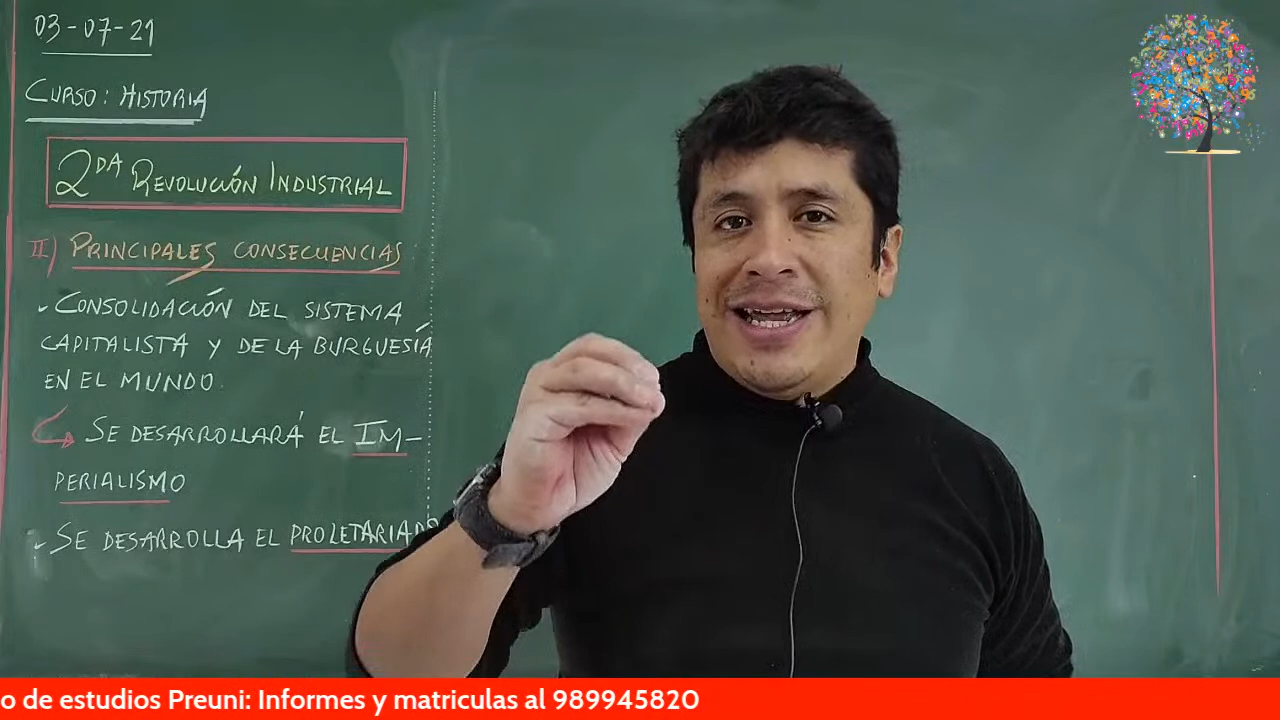 03-07-21
CURSO: HISTORIA
2DA REVOLUCIÓN INDUSTRIAL
II) PRINCIPALES CONSECUENCIAS
- CONSOLIDACIÓN DEL SISTEMA
CAPITALISTA Y DE LA BURGUESÍA
EN EL MUNDO.
SE DESARROLLARÁ EL IM-
PERIALISMO
- SE DESARROLLA EL PROLETARIADO
o de estudios Preuni: Informes y matriculas al 989945820